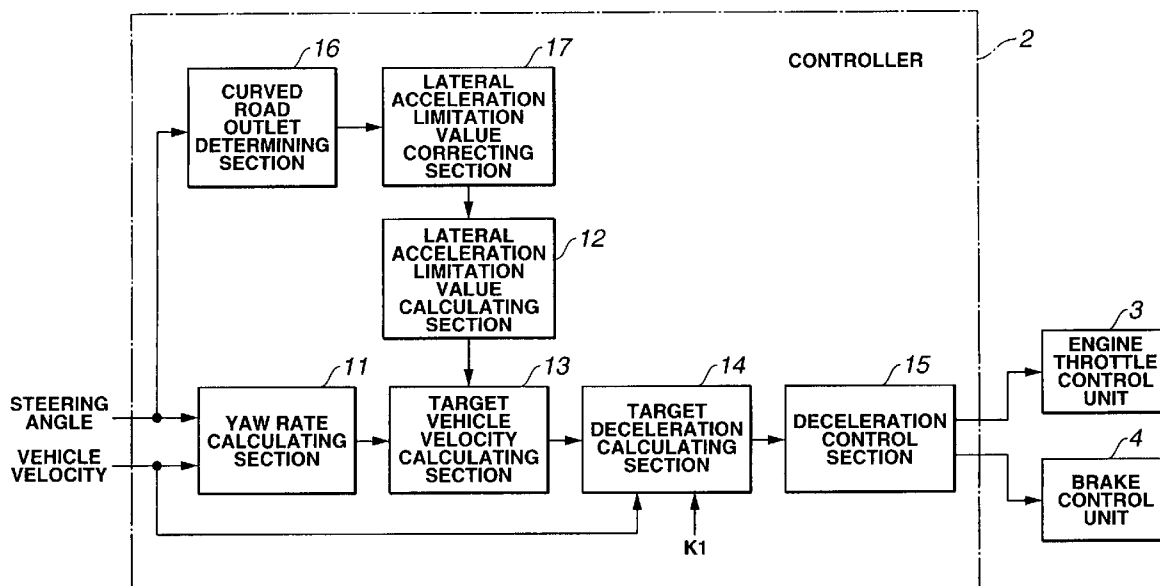 16
17
CONTROLLER
2
CURVED
ROAD
OUTLET
DETERMINING
SECTION
LATERAL
ACCELERATION
LIMITATION
VALUE
CORRECTING
SECTION
12
LATERAL
ACCELERATION
LIMITATION
VALUE
CALCULATING
SECTION
STEERING
ANGLE
VEHICLE
VELOCITY
11
YAW RATE
CALCULATING
SECTION
13
TARGET
VEHICLE
VELOCITY
CALCULATING
SECTION
14
TARGET
DECELERATION
CALCULATING
SECTION
K1
15
DECELERATION
CONTROL
SECTION
3
ENGINE
THROTTLE
CONTROL
UNIT
4
BRAKE
CONTROL
UNIT